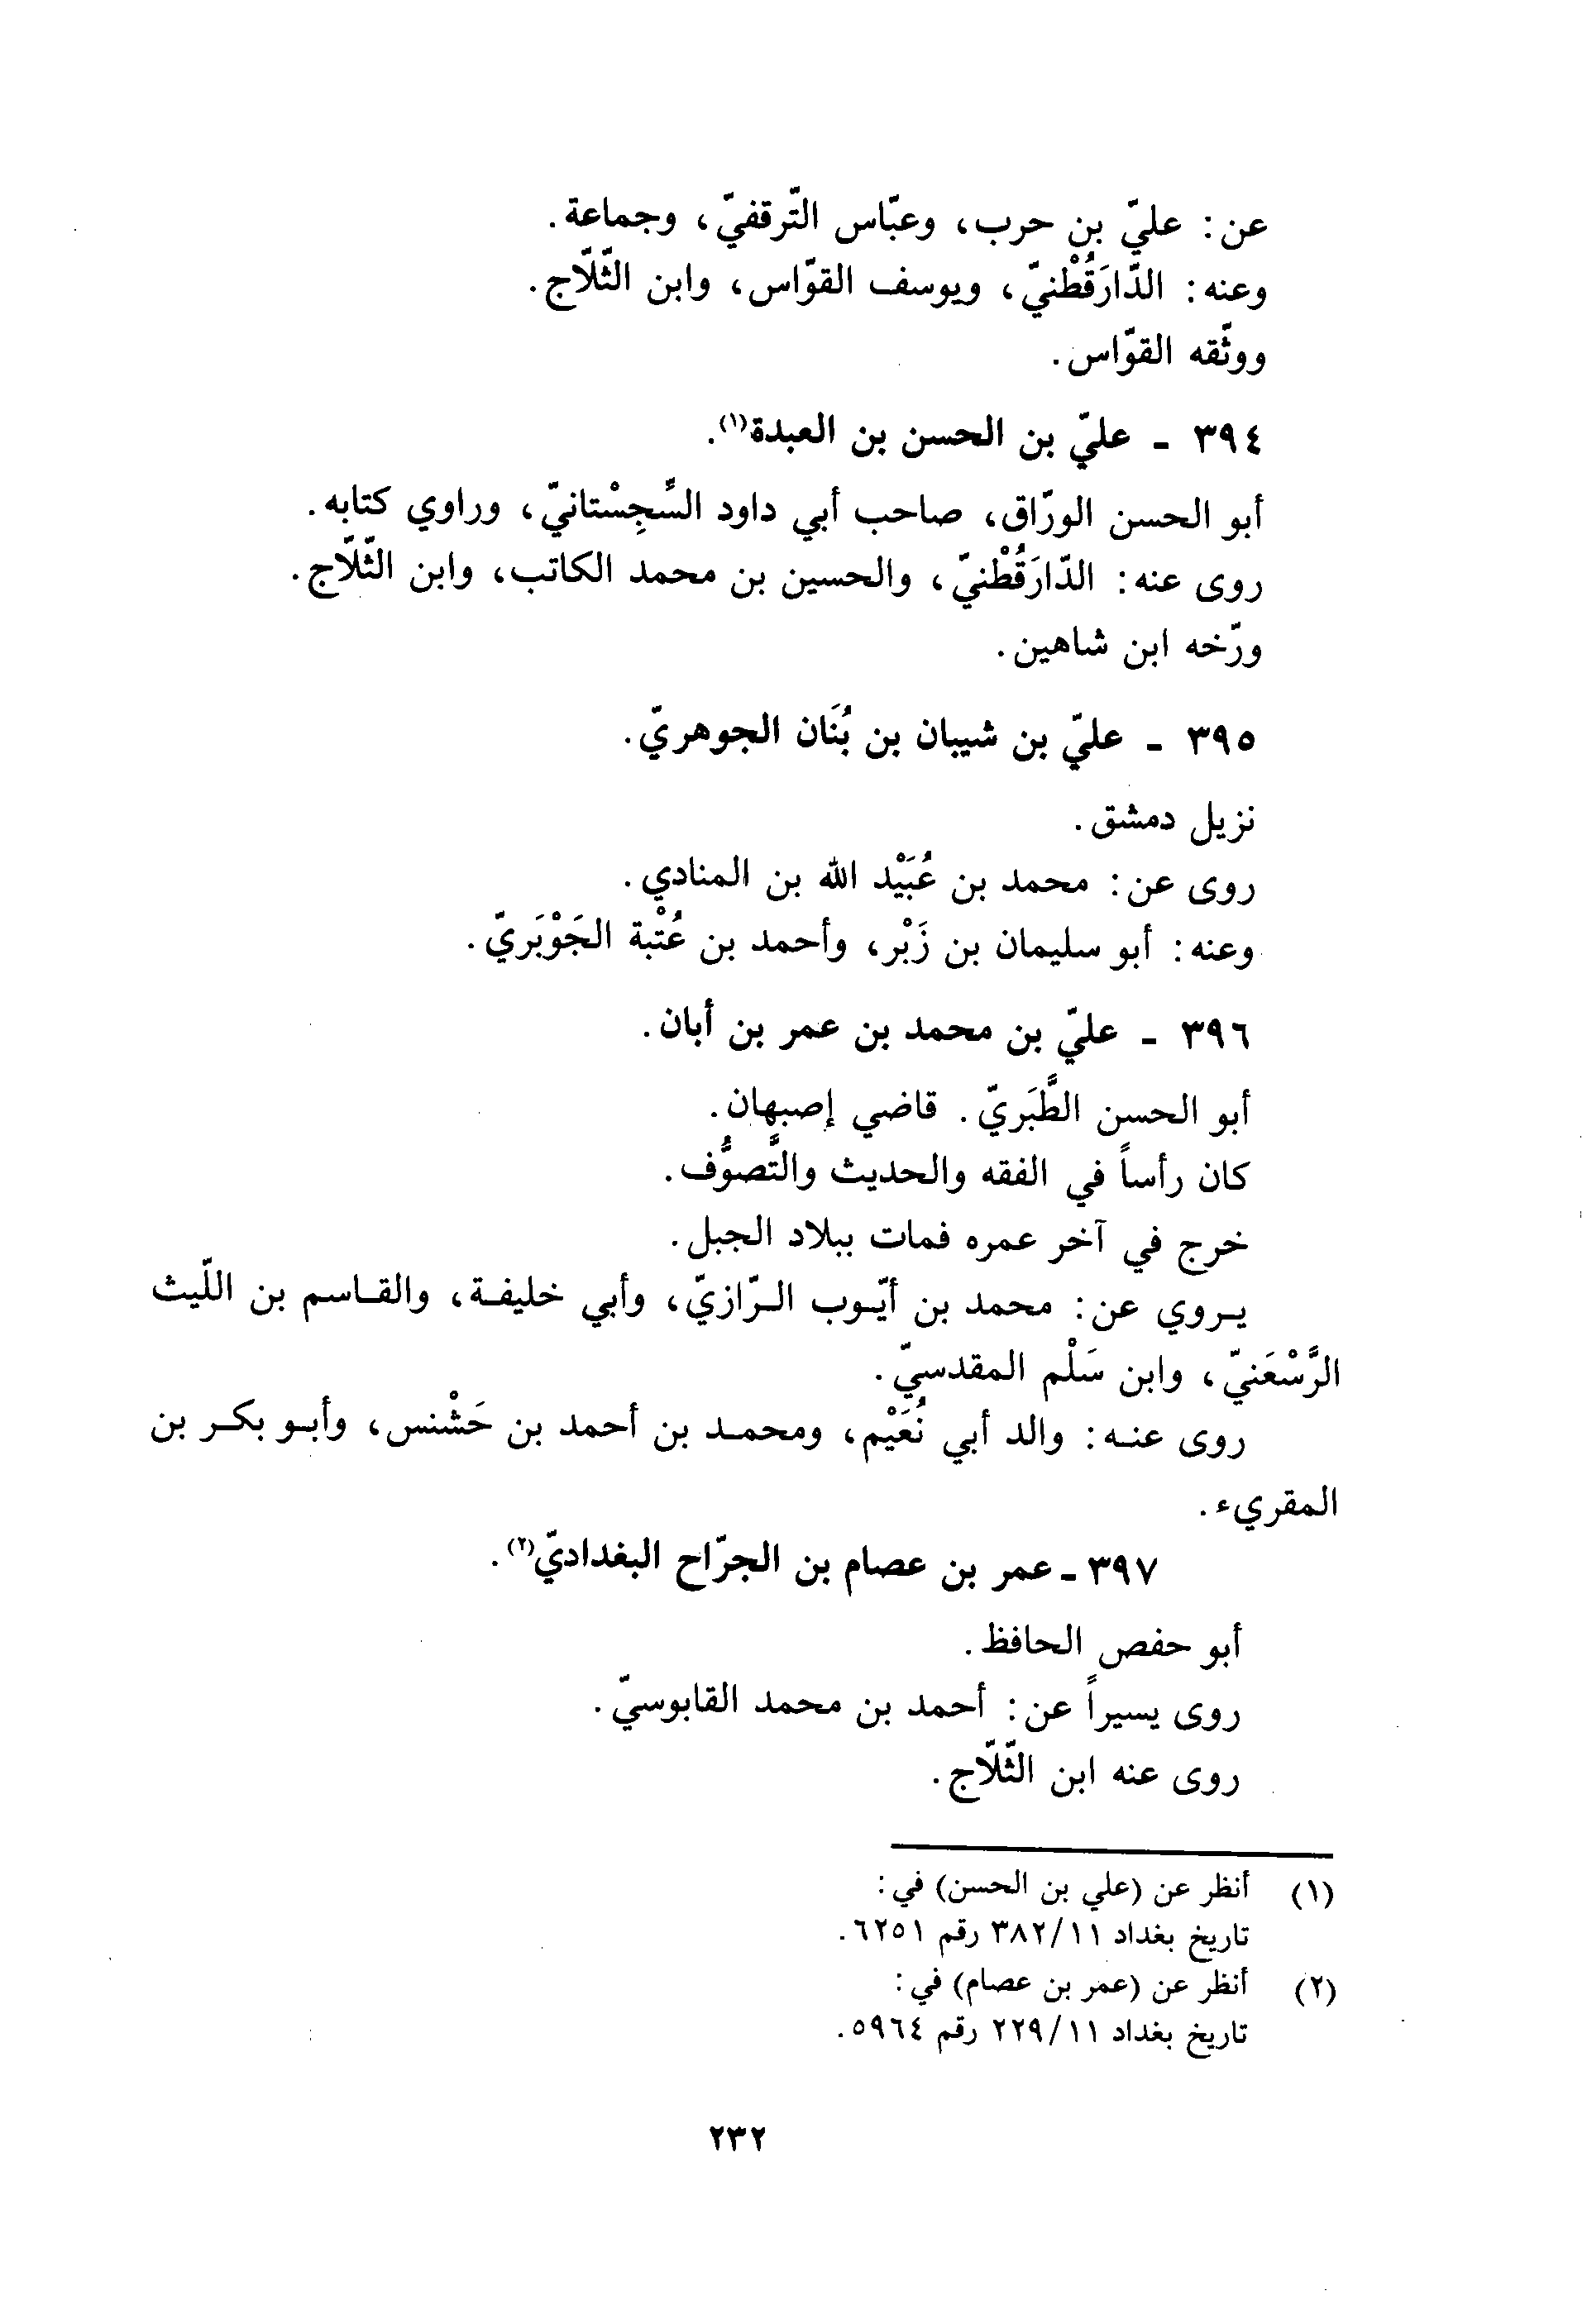 عن: عليّ بن حرب، وعبّاس التّرقفيّ، وجماعة.
وعنه: الدّارَقُطْنيّ، ويوسف القوّاس، وابن الثّلّاج.
ووثّقه القوّاس.
٣٩٤ - عليّ بن الحسن بن العبدة(١).
أبو الحسن الورّاق، صاحب أبي داود السَّجِسْتانيّ، وراوي كتابه.
روى عنه: الدّارَقُطْنيّ، والحسين بن محمد الكاتب، وابن الثّلّاج.
ورّخه ابن شاهين.
٣٩٥ - عليّ بن شيبان بن بُنَان الجوهريّ.
نزيل دمشق.
روى عن: محمد بن عُبَيْد الله بن المنادي.
وعنه: أبو سليمان بن زَبْر، وأحمد بن عُتْبة الجَوْبَريّ.
٣٩٦ - عليّ بن محمد بن عمر بن أبان.
أبو الحسن الطَّبَريّ. قاضي إصبهان.
كان رأساً في الفقه والحديث والتَّصوُّف.
خرج في آخر عمره فمات ببلاد الجبل.
يروي عن: محمد بن أيّوب الرّازيّ، وأبي خليفة، والقاسم بن اللّيث
الرَّسْعَنيّ، وابن سَلْم المقدسيّ.
روى عنه: والد أبي نُعَيْم، ومحمد بن أحمد بن حَشْنس، وأبو بكر بن
المقريء.
٣٩٧ - عمر بن عصام بن الجرّاح البغداديّ(٢).
أبو حفص الحافظ.
روى يسيراً عن: أحمد بن محمد القابوسيّ.
روى عنه ابن الثّلّاج.
(١) أنظر عن (علي بن الحسن) في:
تاريخ بغداد ٣٨٢/١١ رقم ٦٢٥١.
(٢) أنظر عن (عمر بن عصام) في:
تاريخ بغداد ٢٢٩/١١ رقم ٥٩٦٤.
٢٣٢